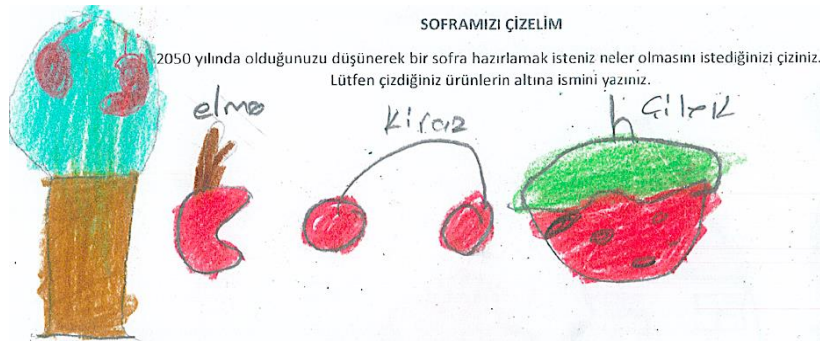 SOFRAMIZI ÇİZELİM
2050 yılında olduğunuzu düşünerek bir sofra hazırlamak isteniz neler olmasını istediğinizi çiziniz.
Lütfen çizdiğiniz ürünlerin altına ismini yazınız.
elma
Kiraz
Çilek